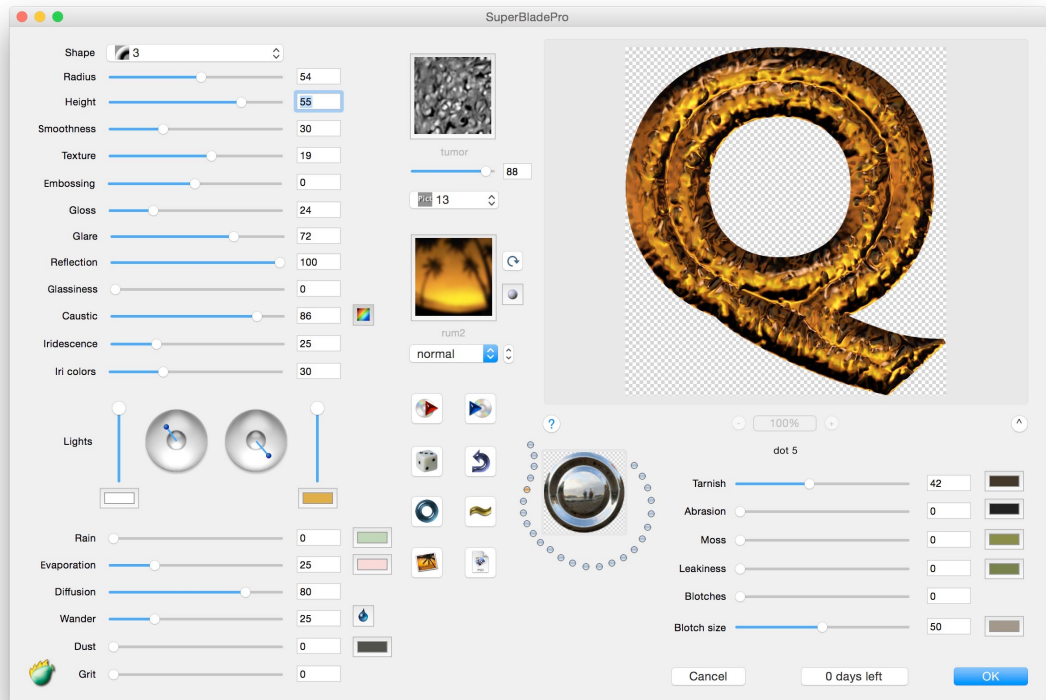 SuperBladePro
Shape 3
Radius 54
Height 55
Smoothness 30
Texture 19
Embossing 0
Gloss 24
Glare 72
Reflection 100
Glassiness 0
Caustic 86
Iridescence 25
Iri colors 30
Lights
Rain 0
Evaporation 25
Diffusion 80
Wander 25
Dust 0
Grit 0
tumor
88
Pict 13
rum2
normal
?
- 100% +
^
dot 5
Tarnish 42
Abrasion 0
Moss 0
Leakiness 0
Blotches 0
Blotch size 50
Cancel
0 days left
OK
Q